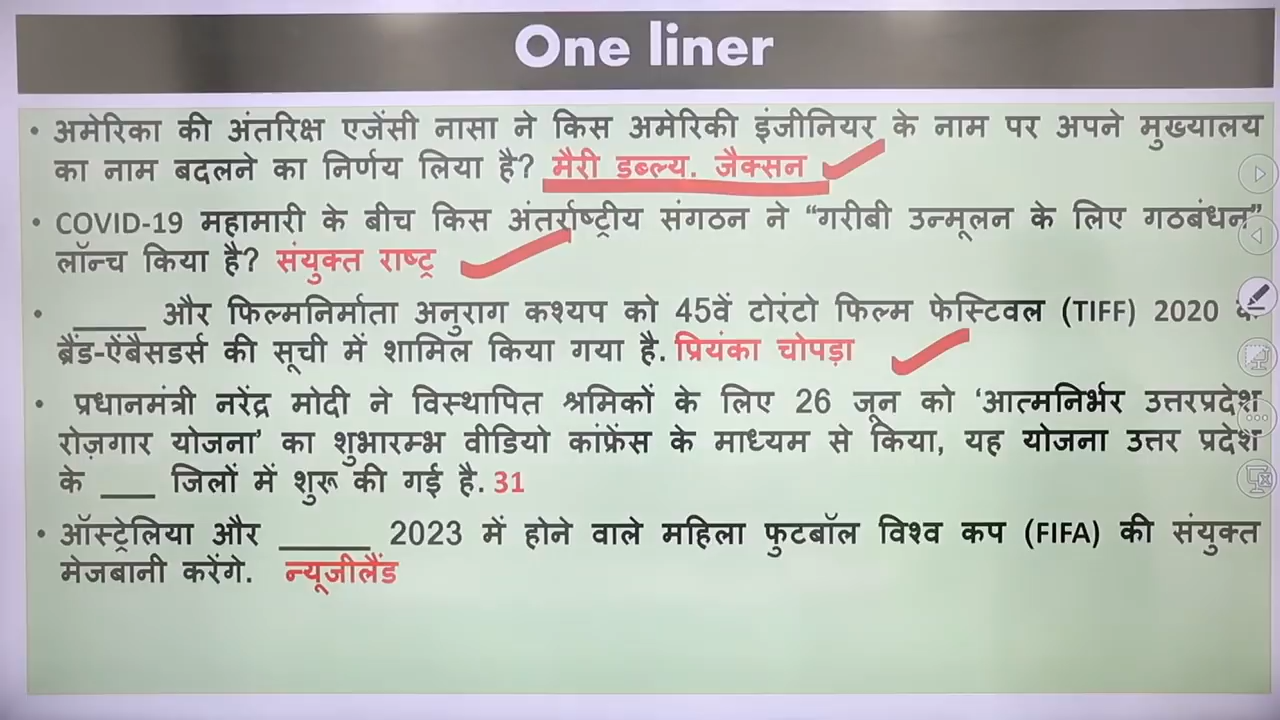 One liner
• अमेरिका की अंतरिक्ष एजेंसी नासा ने किस अमेरिकी इंजीनियर के नाम पर अपने मुख्यालय
का नाम बदलने का निर्णय लिया है? मैरी डब्ल्य. जैक्सन
• COVID-19 महामारी के बीच किस अंतर्राष्ट्रीय संगठन ने “गरीबी उन्मूलन के लिए गठबंधन”
लॉन्च किया है? संयुक्त राष्ट्र
• _____ और फिल्मनिर्माता अनुराग कश्यप को 45वें टोरंटो फिल्म फेस्टिवल (TIFF) 2020
ब्रैंड-ऐंबैसडर्स की सूची में शामिल किया गया है. प्रियंका चोपड़ा
• प्रधानमंत्री नरेंद्र मोदी ने विस्थापित श्रमिकों के लिए 26 जून को ‘आत्मनिर्भर उत्तरप्रदेश
रोज़गार योजना’ का शुभारम्भ वीडियो कांफ्रेंस के माध्यम से किया, यह योजना उत्तर प्रदेश
के ___ जिलों में शुरू की गई है. 31
• ऑस्ट्रेलिया और ______ 2023 में होने वाले महिला फुटबॉल विश्व कप (FIFA) की संयुक्त
मेजबानी करेंगे. न्यूजीलैंड